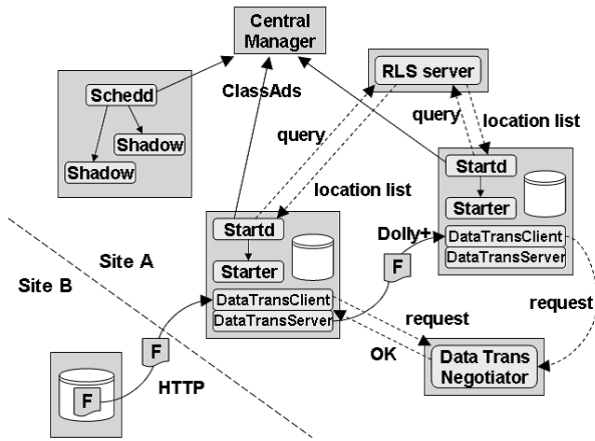 Central
Manager
RLS server
Schedd
ClassAds
Shadow
Shadow
query
query
location list
location list
Startd
Starter
Startd
Starter
Dolly+
DataTransClient
DataTransServer
F
Site A
Site B
DataTransClient
DataTransServer
request
request
OK
Data Trans
Negotiator
F
HTTP
F